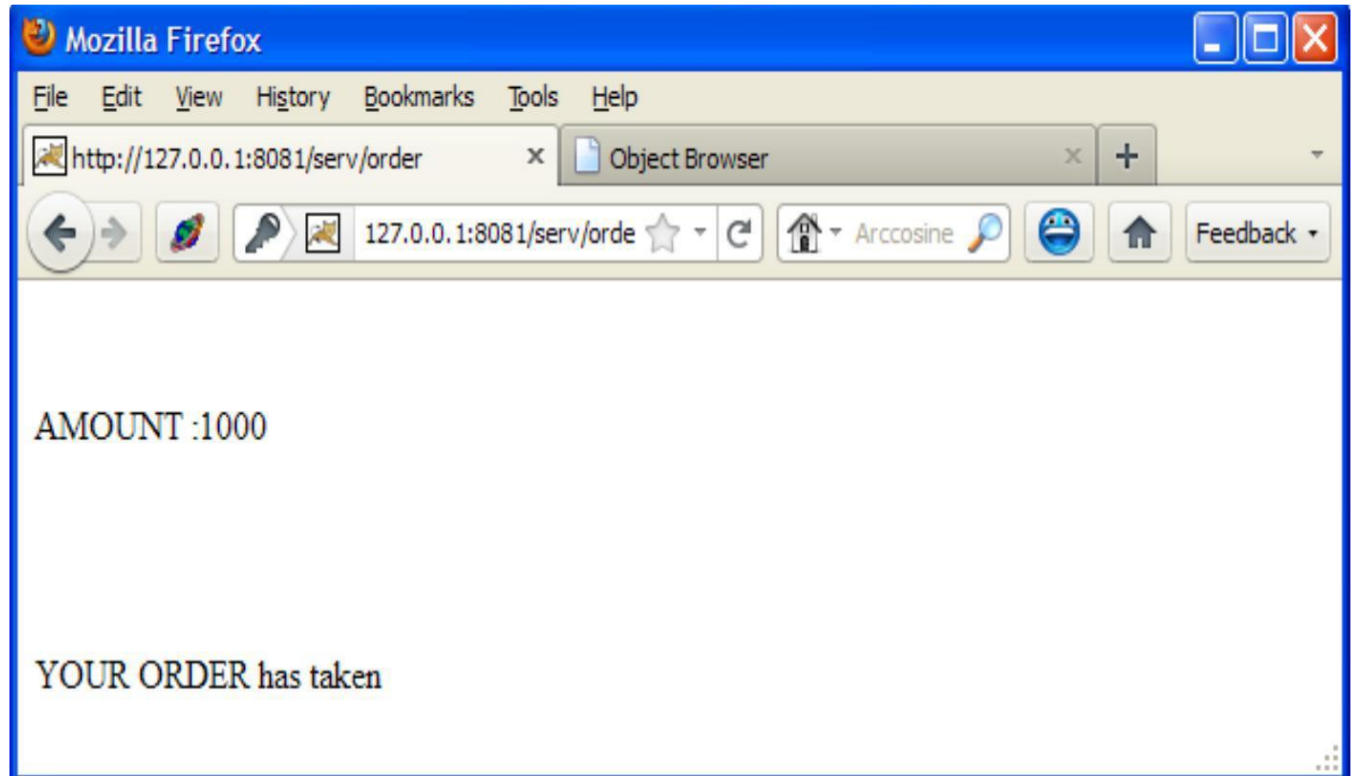 Mozilla Firefox
File Edit View History Bookmarks Tools Help
http://127.0.0.1:8081/serv/order Object Browser
127.0.0.1:8081/serv/orde Arccosine Feedback
AMOUNT :1000
YOUR ORDER has taken